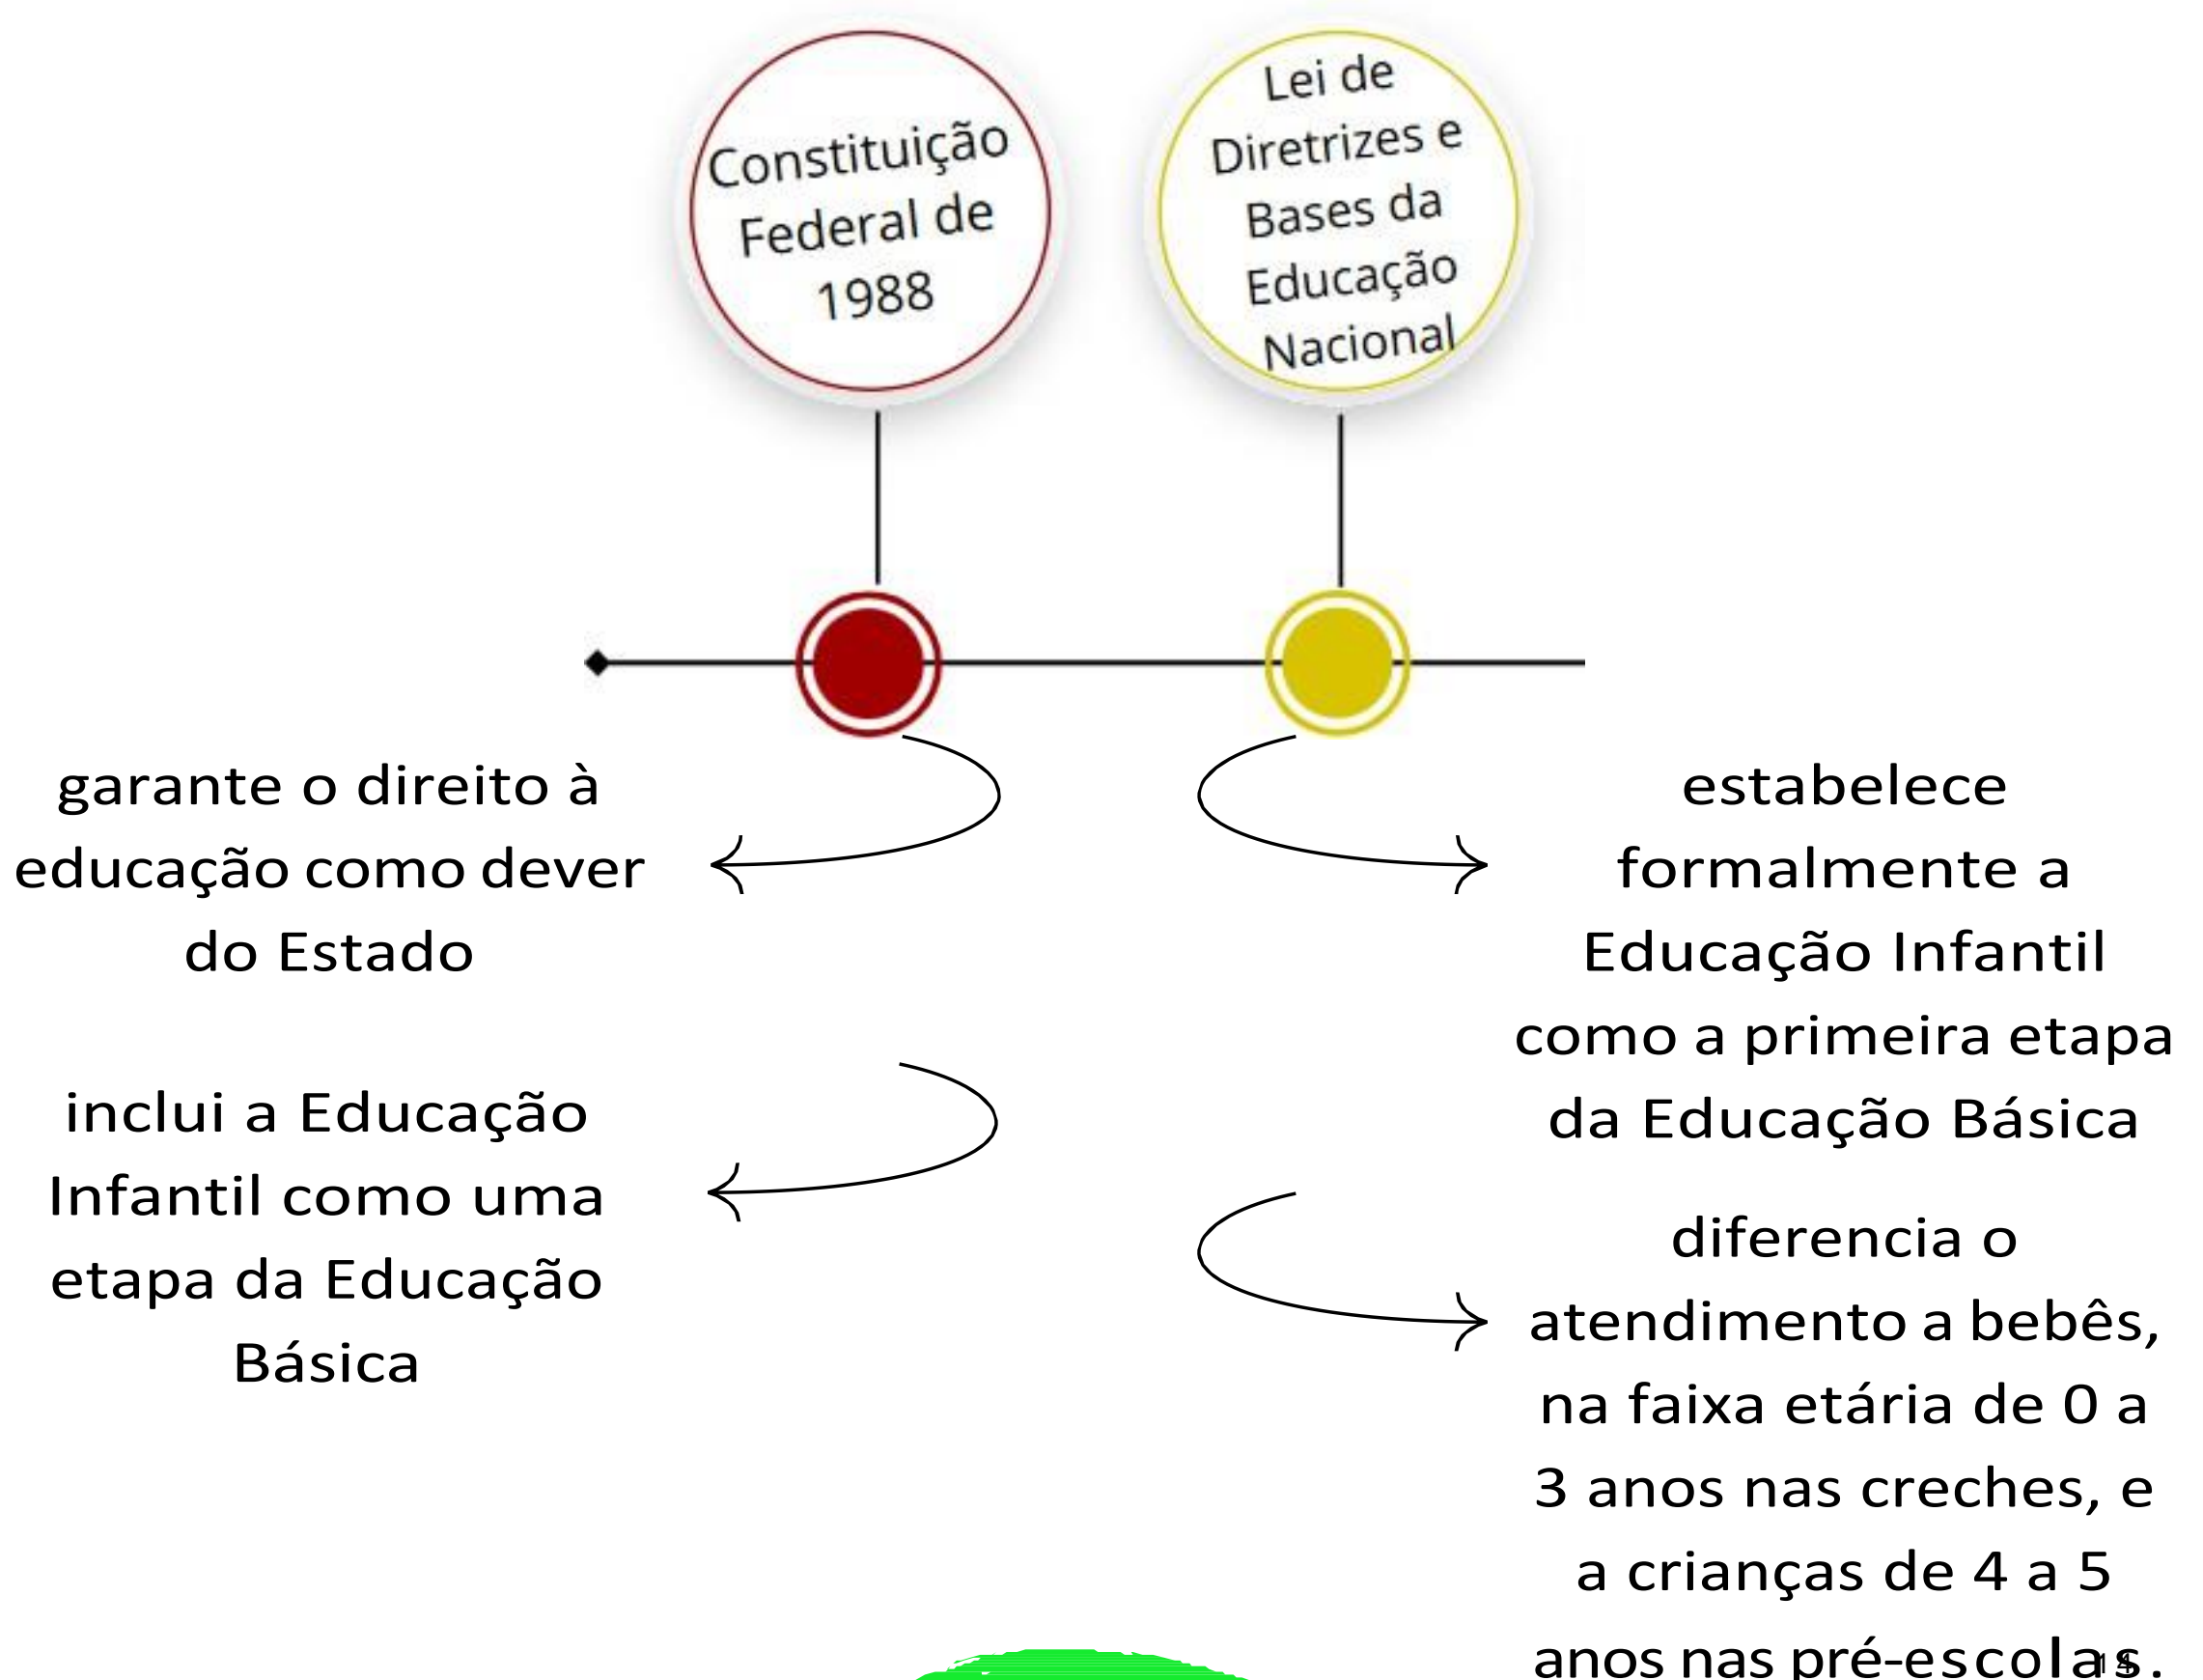 Constituição
Federal de
1988
Lei de
Diretrizes e
Bases da
Educação
Nacional
garante o direito à
educação como dever
do Estado
inclui a Educação
Infantil como uma
etapa da Educação
Básica
estabelece
formalmente a
Educação Infantil
como a primeira etapa
da Educação Básica
diferencia o
atendimento a bebês,
na faixa etária de 0 a
3 anos nas creches, e
a crianças de 4 a 5
anos nas pré-escolas.